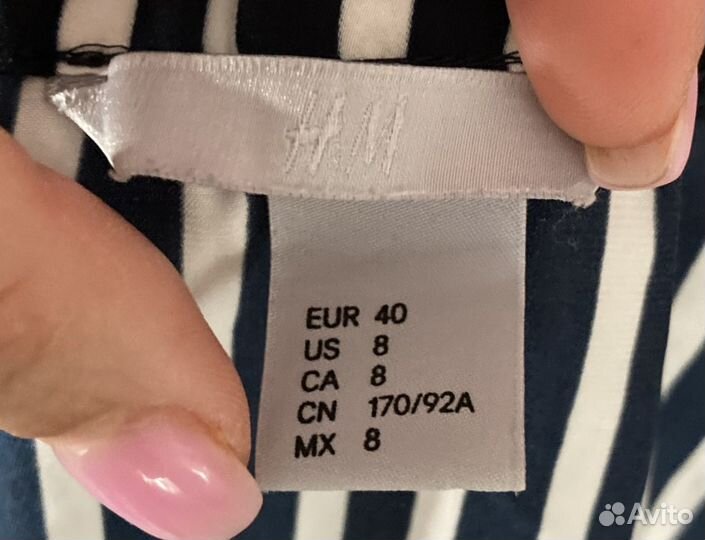 H&M
EUR 40
US 8
CA 8
CN 170/92A
MX 8
Avito